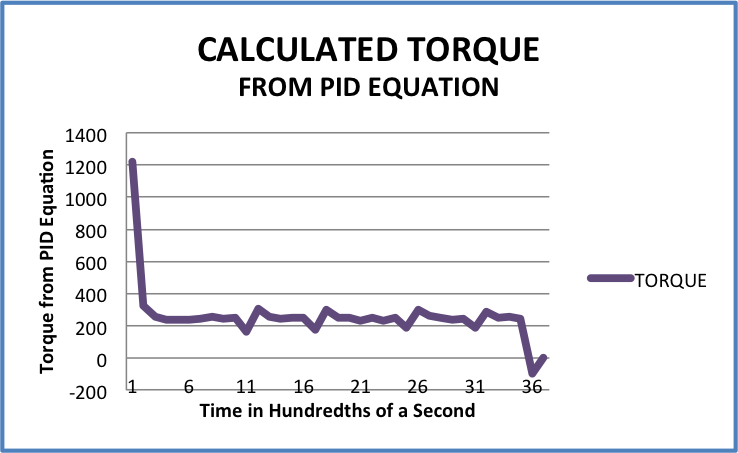 CALCULATED TORQUE
FROM PID EQUATION
Torque from PID Equation
1400
1200
1000
800
600
400
200
0
-200
1 6 11 16 21 26 31 36
Time in Hundredths of a Second
TORQUE